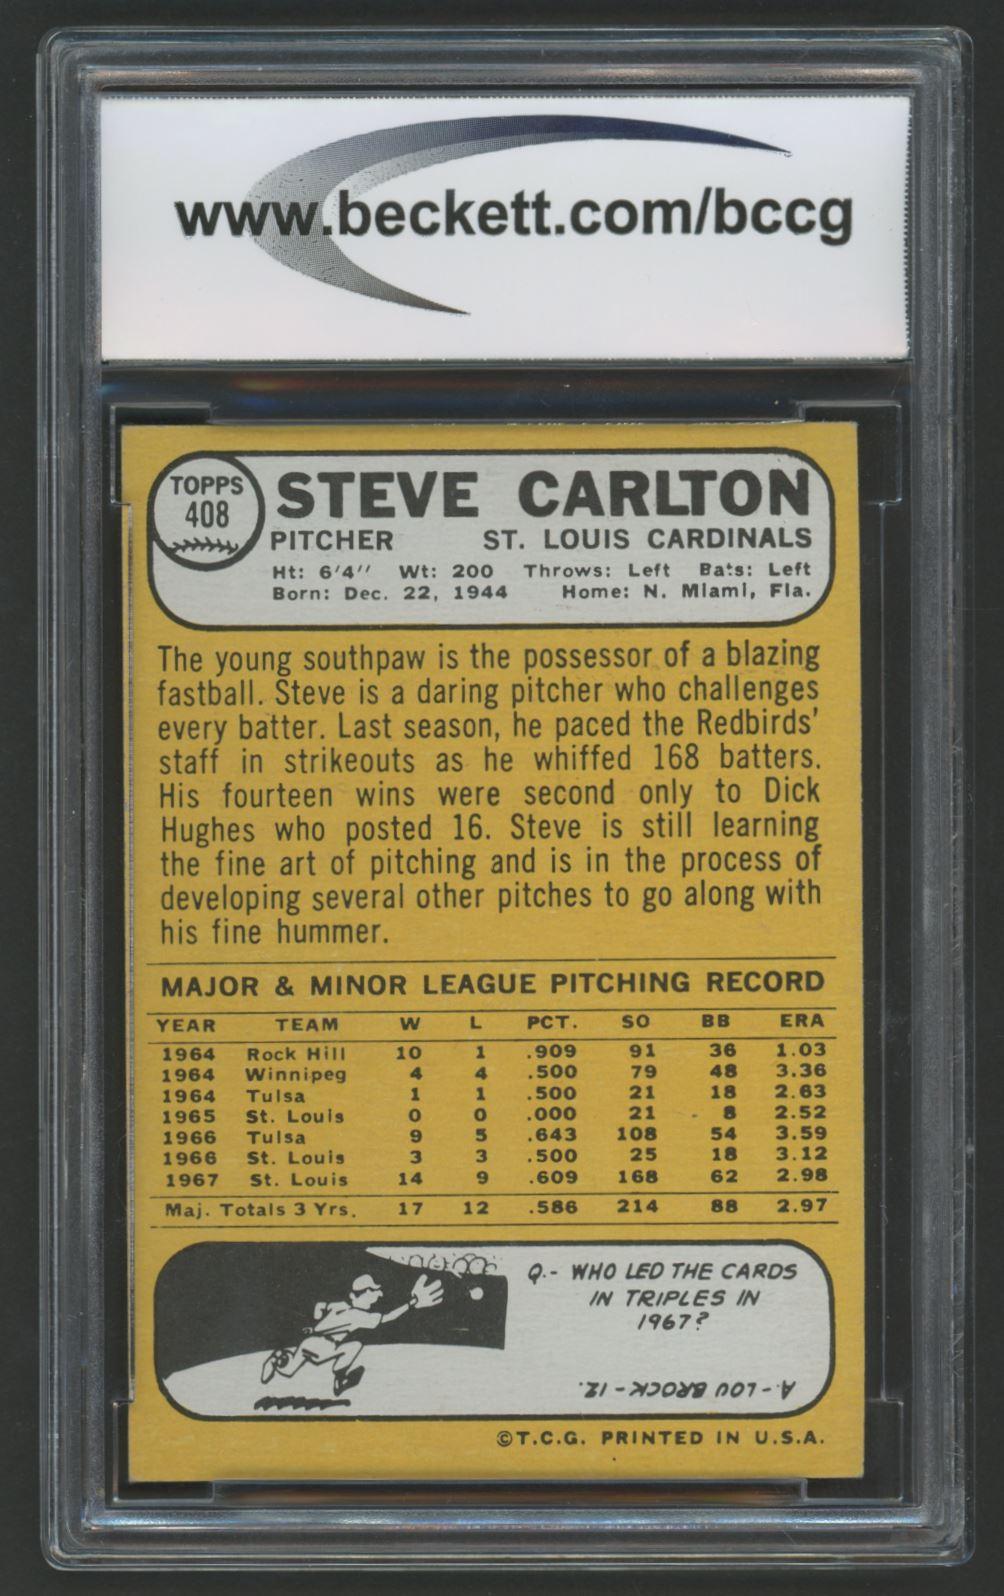 www.beckett.com/bccg
TOPPS
408
STEVE CARLTON
PITCHER ST. LOUIS CARDINALS
Ht: 6'4" Wt: 200 Throws: Left Bats: Left
Born: Dec. 22, 1944 Home: N. Miami, Fla.
The young southpaw is the possessor of a blazing
fastball. Steve is a daring pitcher who challenges
every batter. Last season, he paced the Redbirds'
staff in strikeouts as he whiffed 168 batters.
His fourteen wins were second only to Dick
Hughes who posted 16. Steve is still learning
the fine art of pitching and is in the process of
developing several other pitches to go along with
his fine hummer.
MAJOR & MINOR LEAGUE PITCHING RECORD
YEAR TEAM W L PCT. SO BB ERA
1964 Rock Hill 10 1 .909 91 36 1.03
1964 Winnipeg 4 4 .500 79 48 3.36
1964 Tulsa 1 1 .500 21 18 2.63
1965 St. Louis 0 0 .000 21 8 2.52
1966 Tulsa 9 5 .643 108 54 3.59
1966 St. Louis 3 3 .500 25 18 3.12
1967 St. Louis 14 9 .609 168 62 2.98
Maj. Totals 3 Yrs. 17 12 .586 214 88 2.97
Q.- WHO LED THE CARDS
IN TRIPLES IN
1967?
A.- LOU BROCK - 12.
©T.C.G. PRINTED IN U.S.A.